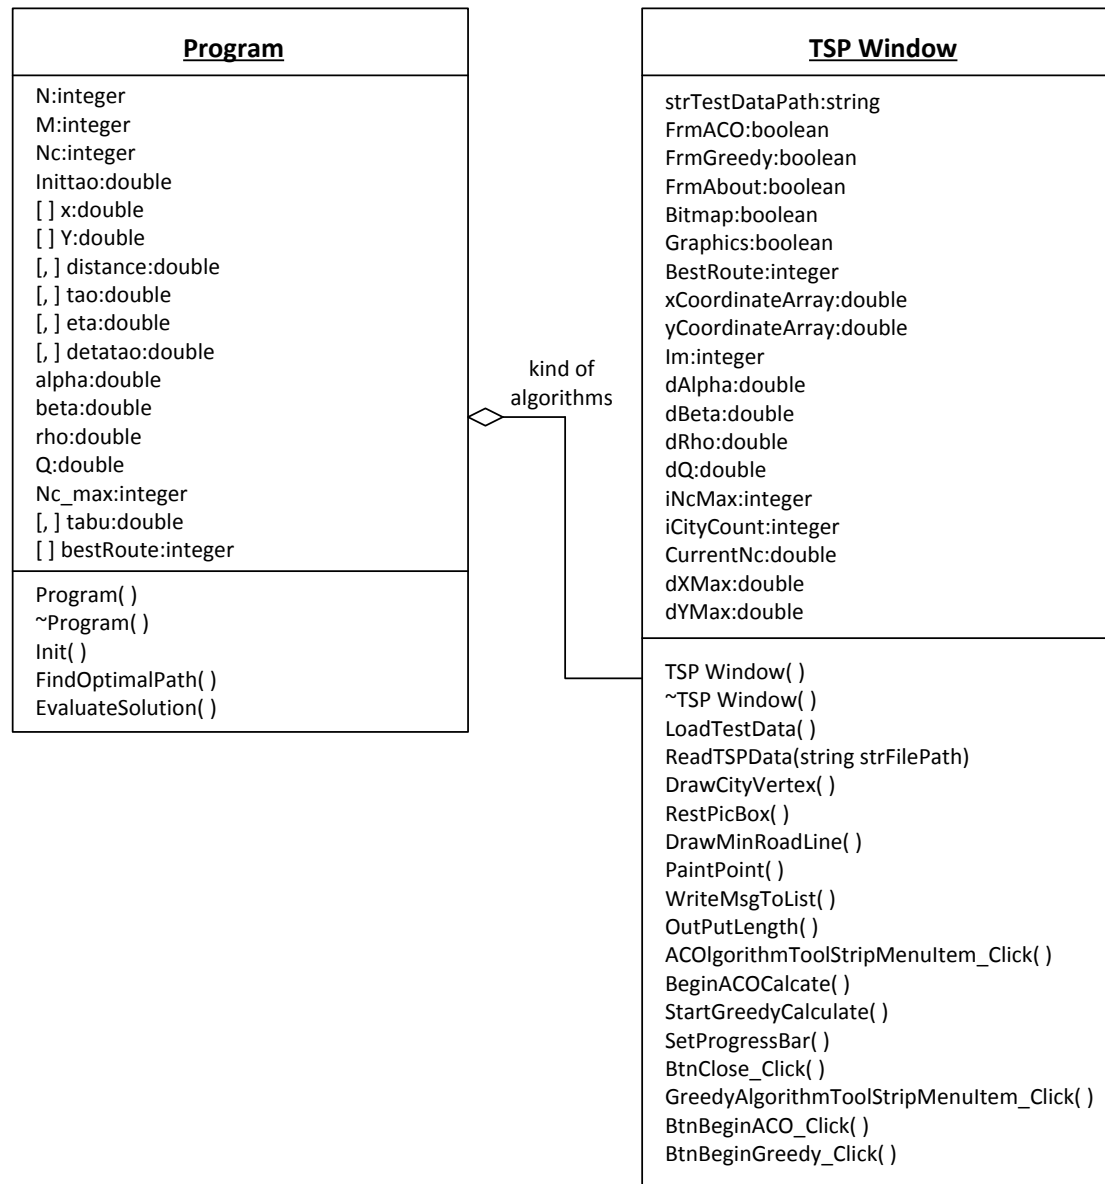 Program
N:integer
M:integer
Nc:integer
Inittao:double
[ ] x:double
[ ] Y:double
[, ] distance:double
[, ] tao:double
[, ] eta:double
[, ] detatao:double
alpha:double
beta:double
rho:double
Q:double
Nc_max:integer
[, ] tabu:double
[ ] bestRoute:integer
Program( )
~Program( )
Init( )
FindOptimalPath( )
EvaluateSolution( )
kind of
algorithms
TSP Window
strTestDataPath:string
FrmACO:boolean
FrmGreedy:boolean
FrmAbout:boolean
Bitmap:boolean
Graphics:boolean
BestRoute:integer
xCoordinateArray:double
yCoordinateArray:double
Im:integer
dAlpha:double
dBeta:double
dRho:double
dQ:double
iNcMax:integer
iCityCount:integer
CurrentNc:double
dXMax:double
dYMax:double
TSP Window( )
~TSP Window( )
LoadTestData( )
ReadTSPData(string strFilePath)
DrawCityVertex( )
RestPicBox( )
DrawMinRoadLine( )
PaintPoint( )
WriteMsgToList( )
OutPutLength( )
ACOlgorithmToolStripMenuItem_Click( )
BeginACOCalcate( )
StartGreedyCalculate( )
SetProgressBar( )
BtnClose_Click( )
GreedyAlgorithmToolStripMenuItem_Click( )
BtnBeginACO_Click( )
BtnBeginGreedy_Click( )